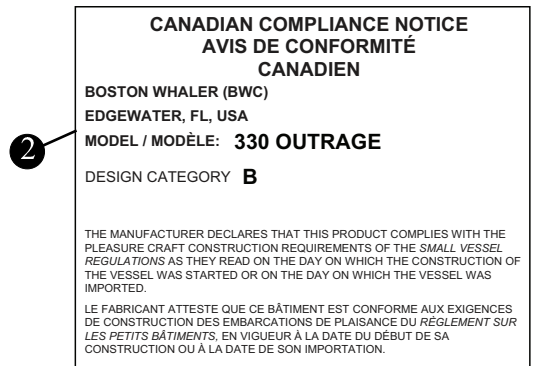 CANADIAN COMPLIANCE NOTICE
AVIS DE CONFORMITÉ
CANADIEN
BOSTON WHALER (BWC)
EDGEWATER, FL, USA
2
MODEL / MODÈLE: 330 OUTRAGE
DESIGN CATEGORY B
THE MANUFACTURER DECLARES THAT THIS PRODUCT COMPLIES WITH THE
PLEASURE CRAFT CONSTRUCTION REQUIREMENTS OF THE SMALL VESSEL
REGULATIONS AS THEY READ ON THE DAY ON WHICH THE CONSTRUCTION OF
THE VESSEL WAS STARTED OR ON THE DAY ON WHICH THE VESSEL WAS
IMPORTED.
LE FABRICANT ATTESTE QUE CE BÂTIMENT EST CONFORME AUX EXIGENCES
DE CONSTRUCTION DES EMBARCATIONS DE PLAISANCE DU RÈGLEMENT SUR
LES PETITS BÂTIMENTS, EN VIGUEUR À LA DATE DU DÉBUT DE SA
CONSTRUCTION OU À LA DATE DE SON IMPORTATION.